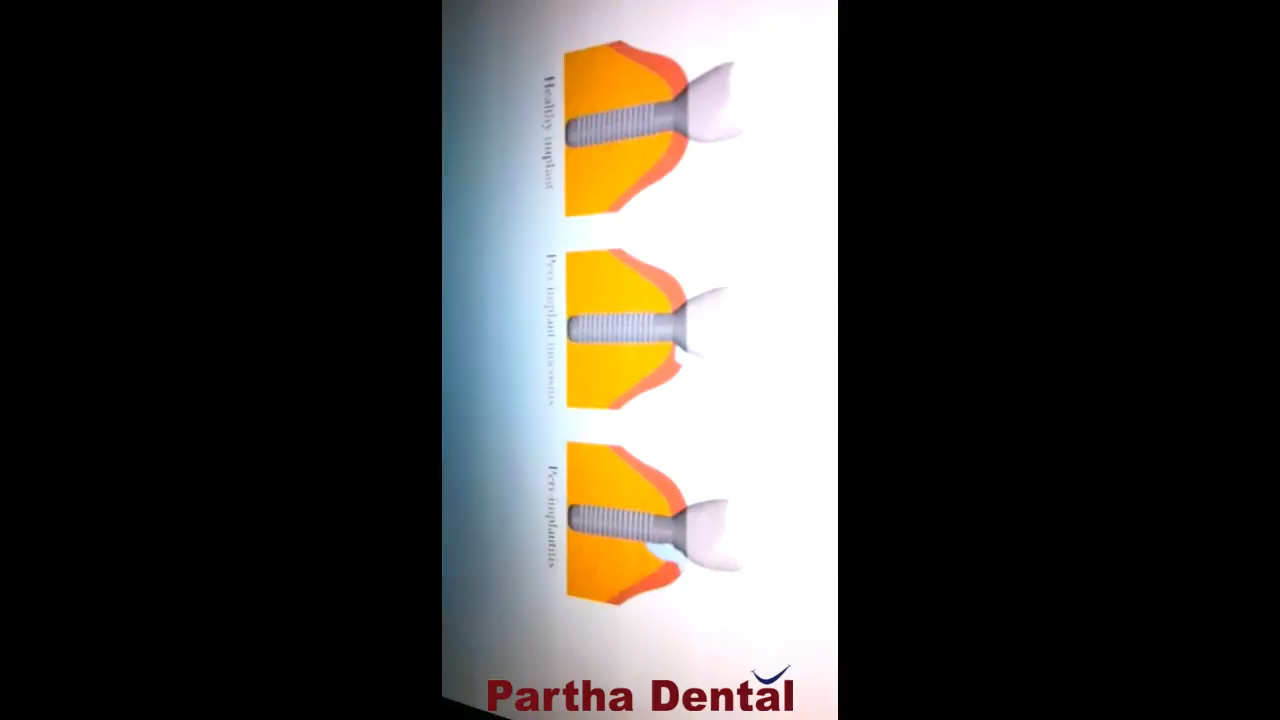 Healthy implant
Peri-implant mucositis
Peri-implantitis
Partha Dental